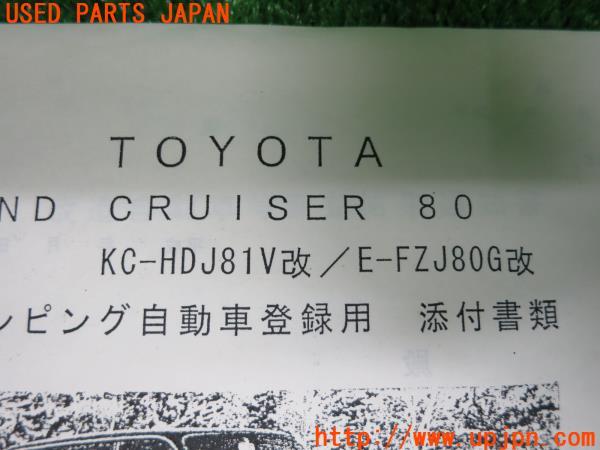 USED PARTS JAPAN
TOYOTA
ND CRUISER 80
KC-HDJ81V改／E-FZJ80G改
ンピング自動車登録用 添付書類
殿
http://www.upjpn.com/